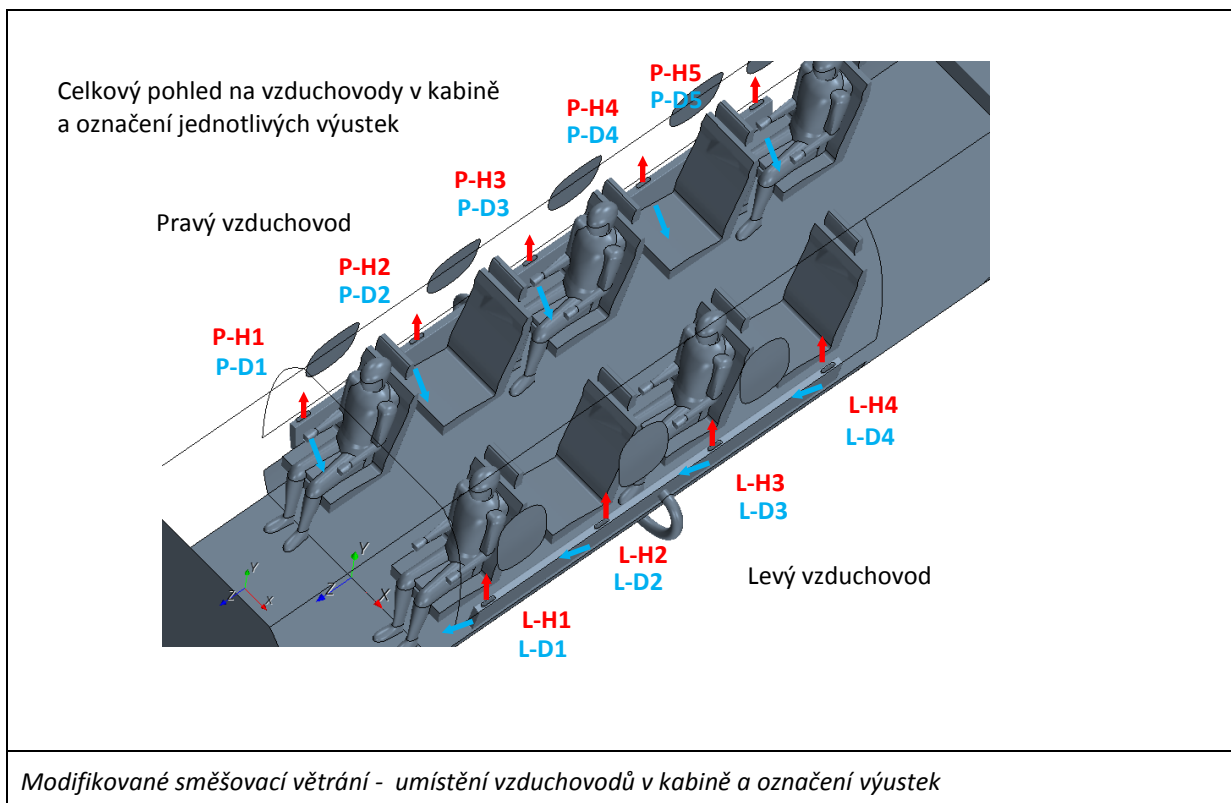 Celkový pohled na vzduchovody v kabině
a označení jednotlivých výustek
P-H5
P-D5
P-H4
P-D4
P-H3
P-D3
Pravý vzduchovod
P-H2
P-D2
P-H1
P-D1
L-H4
L-D4
L-H3
L-D3
L-H2
L-D2
Levý vzduchovod
L-H1
L-D1
Y
Z
X
Y
Z
X
Modifikované směšovací větrání - umístění vzduchovodů v kabině a označení výustek